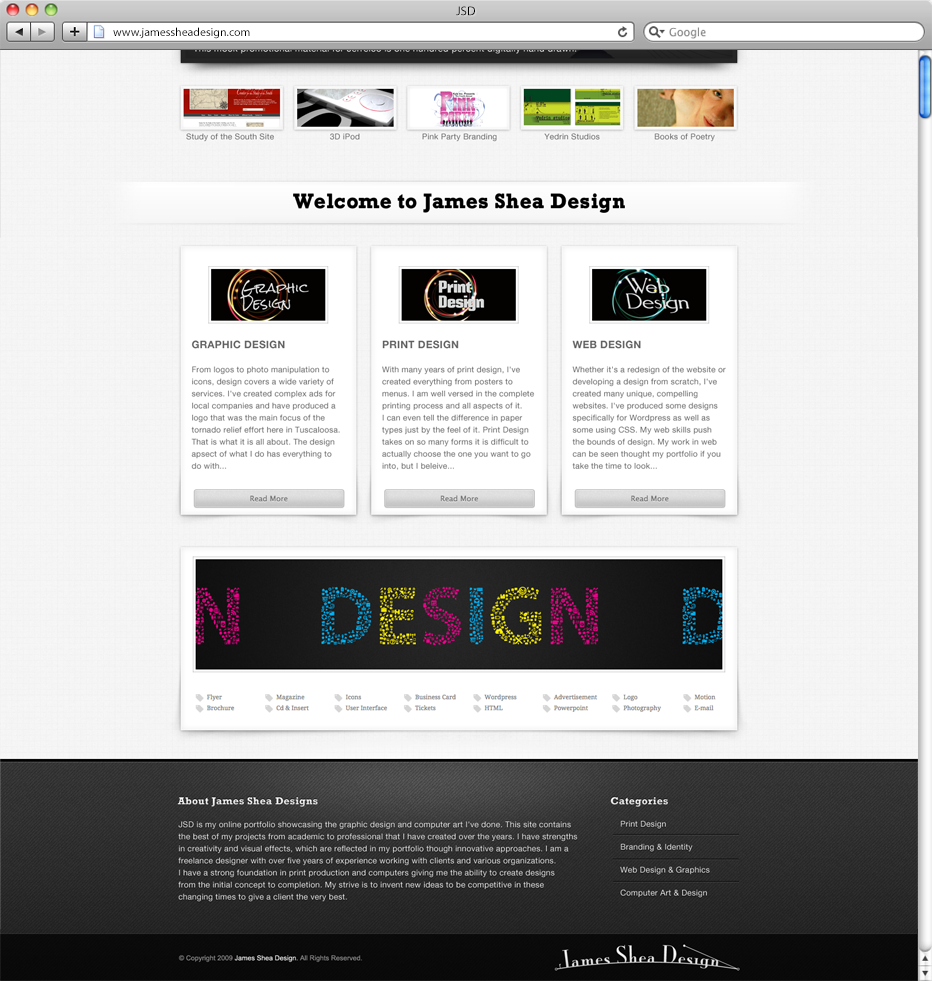 JSD
www.jamessheadesign.com
Google
This mock promotional material for
is one hundred percent digitally hand drawn.
Study of the South Site
3D iPod
Pink Party Branding
Yedrin Studios
Books of Poetry
PINK
PARTY
Yedrin studios
Welcome to James Shea Design
Graphic
Design
GRAPHIC DESIGN
From logos to photo manipulation to
icons, design covers a wide variety of
services. I've created complex ads for
local companies and have produced a
logo that was the main focus of the
tornado relief effort here in Tuscaloosa.
That is what it is all about. The design
apsect of what I do has everything to
do with...
Read More
Print
Design
PRINT DESIGN
With many years of print design, I've
created everything from posters to
menus. I am well versed in the complete
printing process and all aspects of it.
I can even tell the difference in paper
types just by the feel of it. Print Design
takes on so many forms it is difficult to
actually choose the one you want to go
into, but I beleive...
Read More
Web
Design
WEB DESIGN
Whether it's a redesign of the website or
developing a design from scratch, I've
created many unique, compelling
websites. I've produced some designs
specifically for Wordpress as well as
some using CSS. My web skills push
the bounds of design. My work in web
can be seen thought my portfolio if you
take the time to look...
Read More
N DESIGN D
Flyer Magazine Icons Business Card Wordpress Advertisement Logo Motion
Brochure Cd & Insert User Interface Tickets HTML Powerpoint Photography E-mail
About James Shea Designs
JSD is my online portfolio showcasing the graphic design and computer art I've done. This site contains
the best of my projects from academic to professional that I have created over the years. I have strengths
in creativity and visual effects, which are reflected in my portfolio though innovative approaches. I am a
freelance designer with over five years of experience working with clients and various organizations.
I have a strong foundation in print production and computers giving me the ability to create designs
from the initial concept to completion. My strive is to invent new ideas to be competitive in these
changing times to give a client the very best.
Categories
Print Design
Branding & Identity
Web Design & Graphics
Computer Art & Design
© Copyright 2009 James Shea Design. All Rights Reserved.
James Shea Design